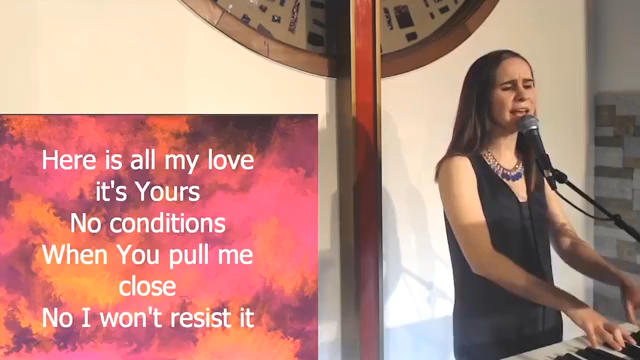 Here is all my love
it's Yours
No conditions
When You pull me
close
No I won't resist it